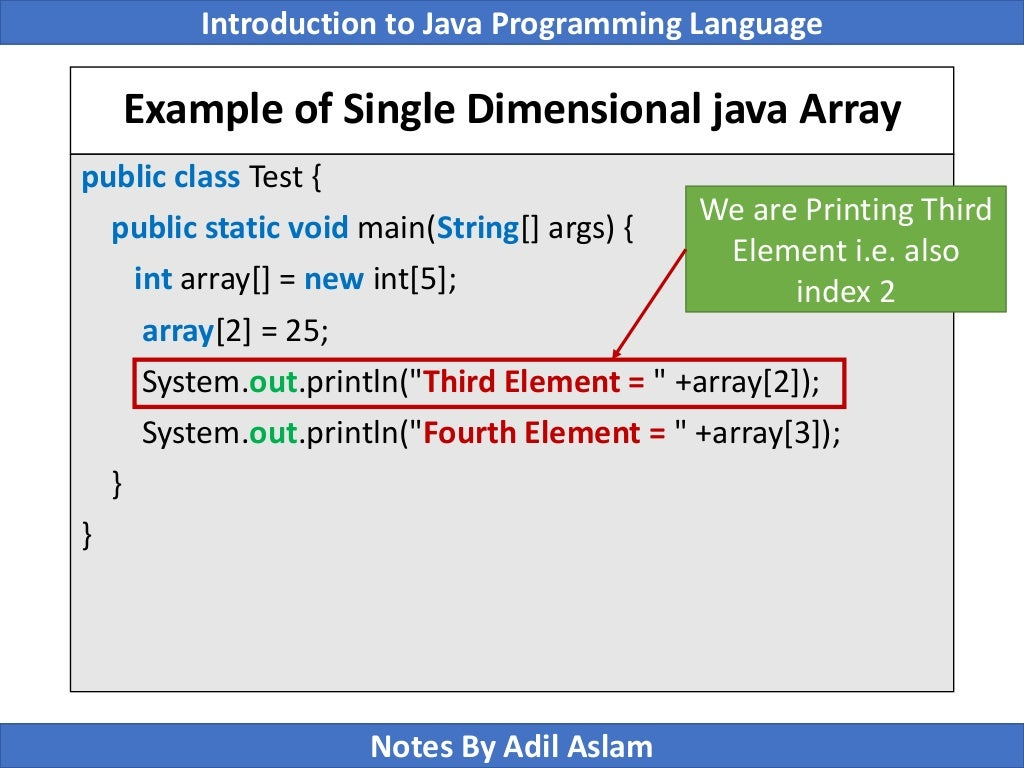 Introduction to Java Programming Language
Example of Single Dimensional java Array
public class Test {
public static void main(String[] args) {
int array[] = new int[5];
array[2] = 25;
System.out.println("Third Element = " +array[2]);
System.out.println("Fourth Element = " +array[3]);
}
}
We are Printing Third
Element i.e. also
index 2
Notes By Adil Aslam